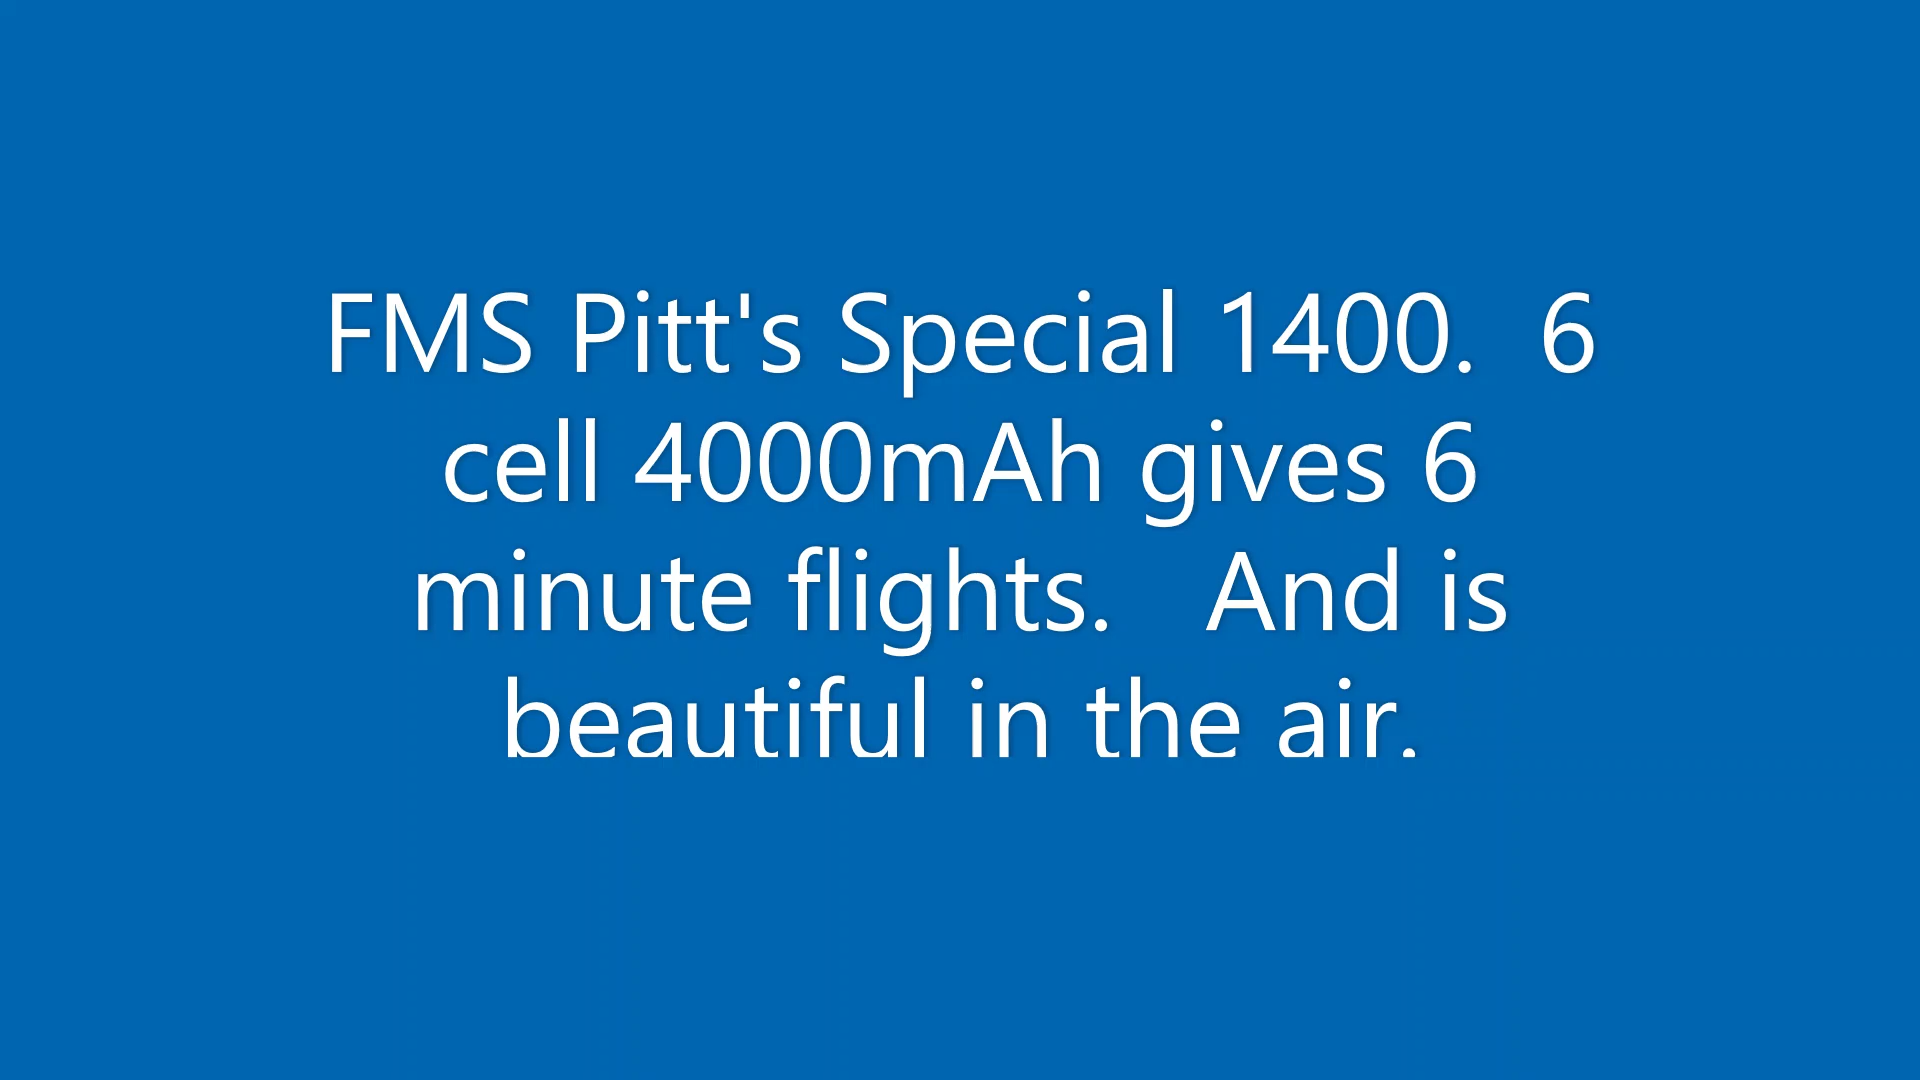 FMS Pitt's Special 1400.  6
cell 4000mAh gives 6
minute flights.   And is
beautiful in the air.